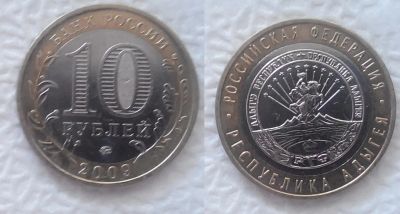 БАНК РОССИИ
10
РУБЛЕЙ
2009
РОССИЙСКАЯ ФЕДЕРАЦИЯ
РЕСПУБЛИКА АДЫГЕЯ